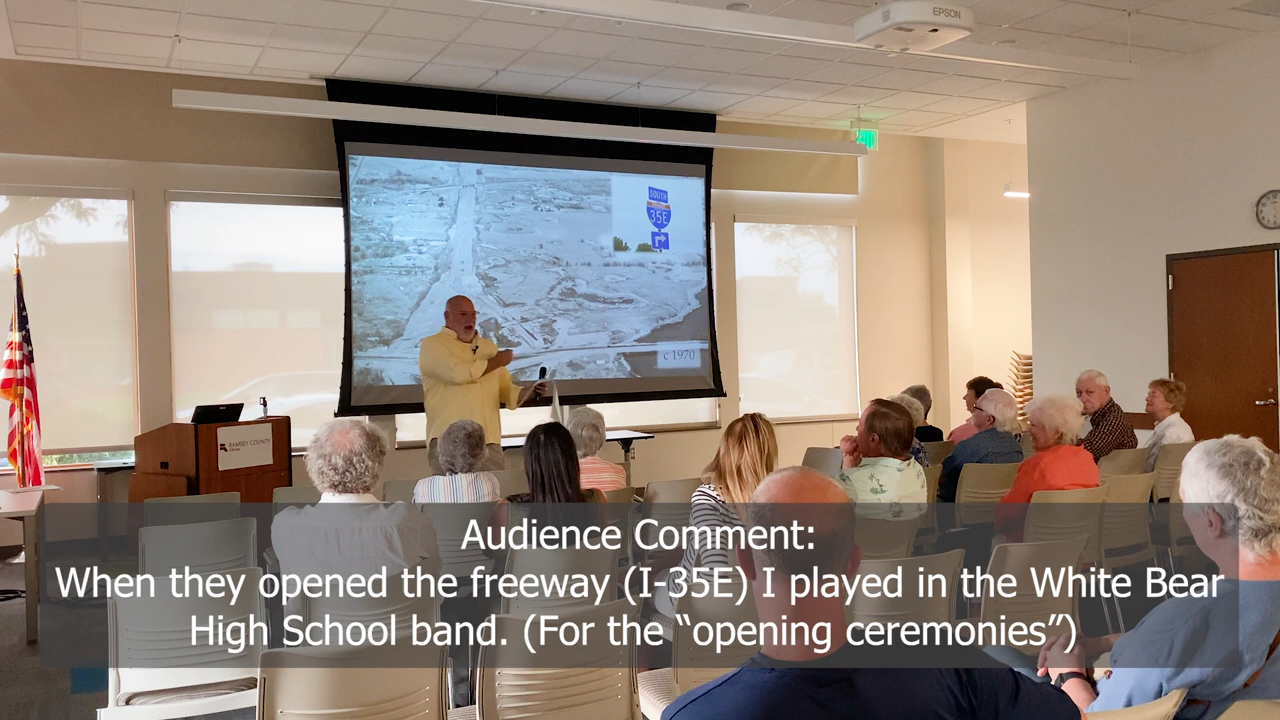 EPSON
SOUTH
35E
c 1970
RAMSEY COUNTY
Library
Audience Comment:
When they opened the freeway (I-35E) I played in the White Bear
High School band. (For the “opening ceremonies”)